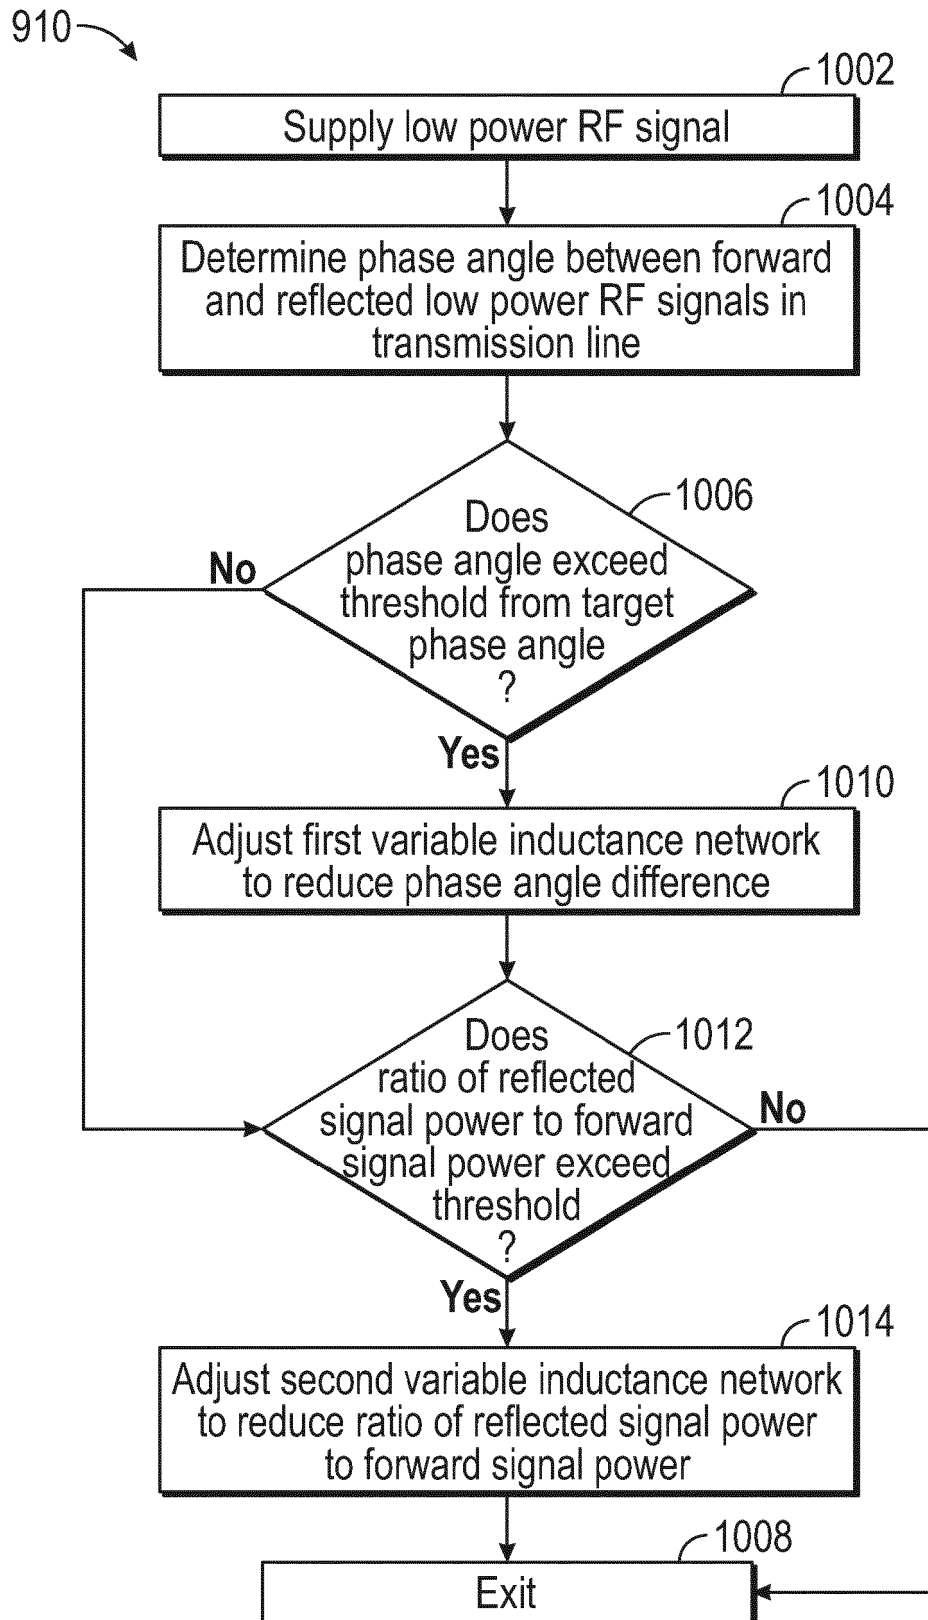 910
1002
Supply low power RF signal
1004
Determine phase angle between forward
and reflected low power RF signals in
transmission line
1006
Does
phase angle exceed
threshold from target
phase angle
?
No
Yes
1010
Adjust first variable inductance network
to reduce phase angle difference
1012
Does
ratio of reflected
signal power to forward
signal power exceed
threshold
?
No
Yes
1014
Adjust second variable inductance network
to reduce ratio of reflected signal power
to forward signal power
1008
Exit